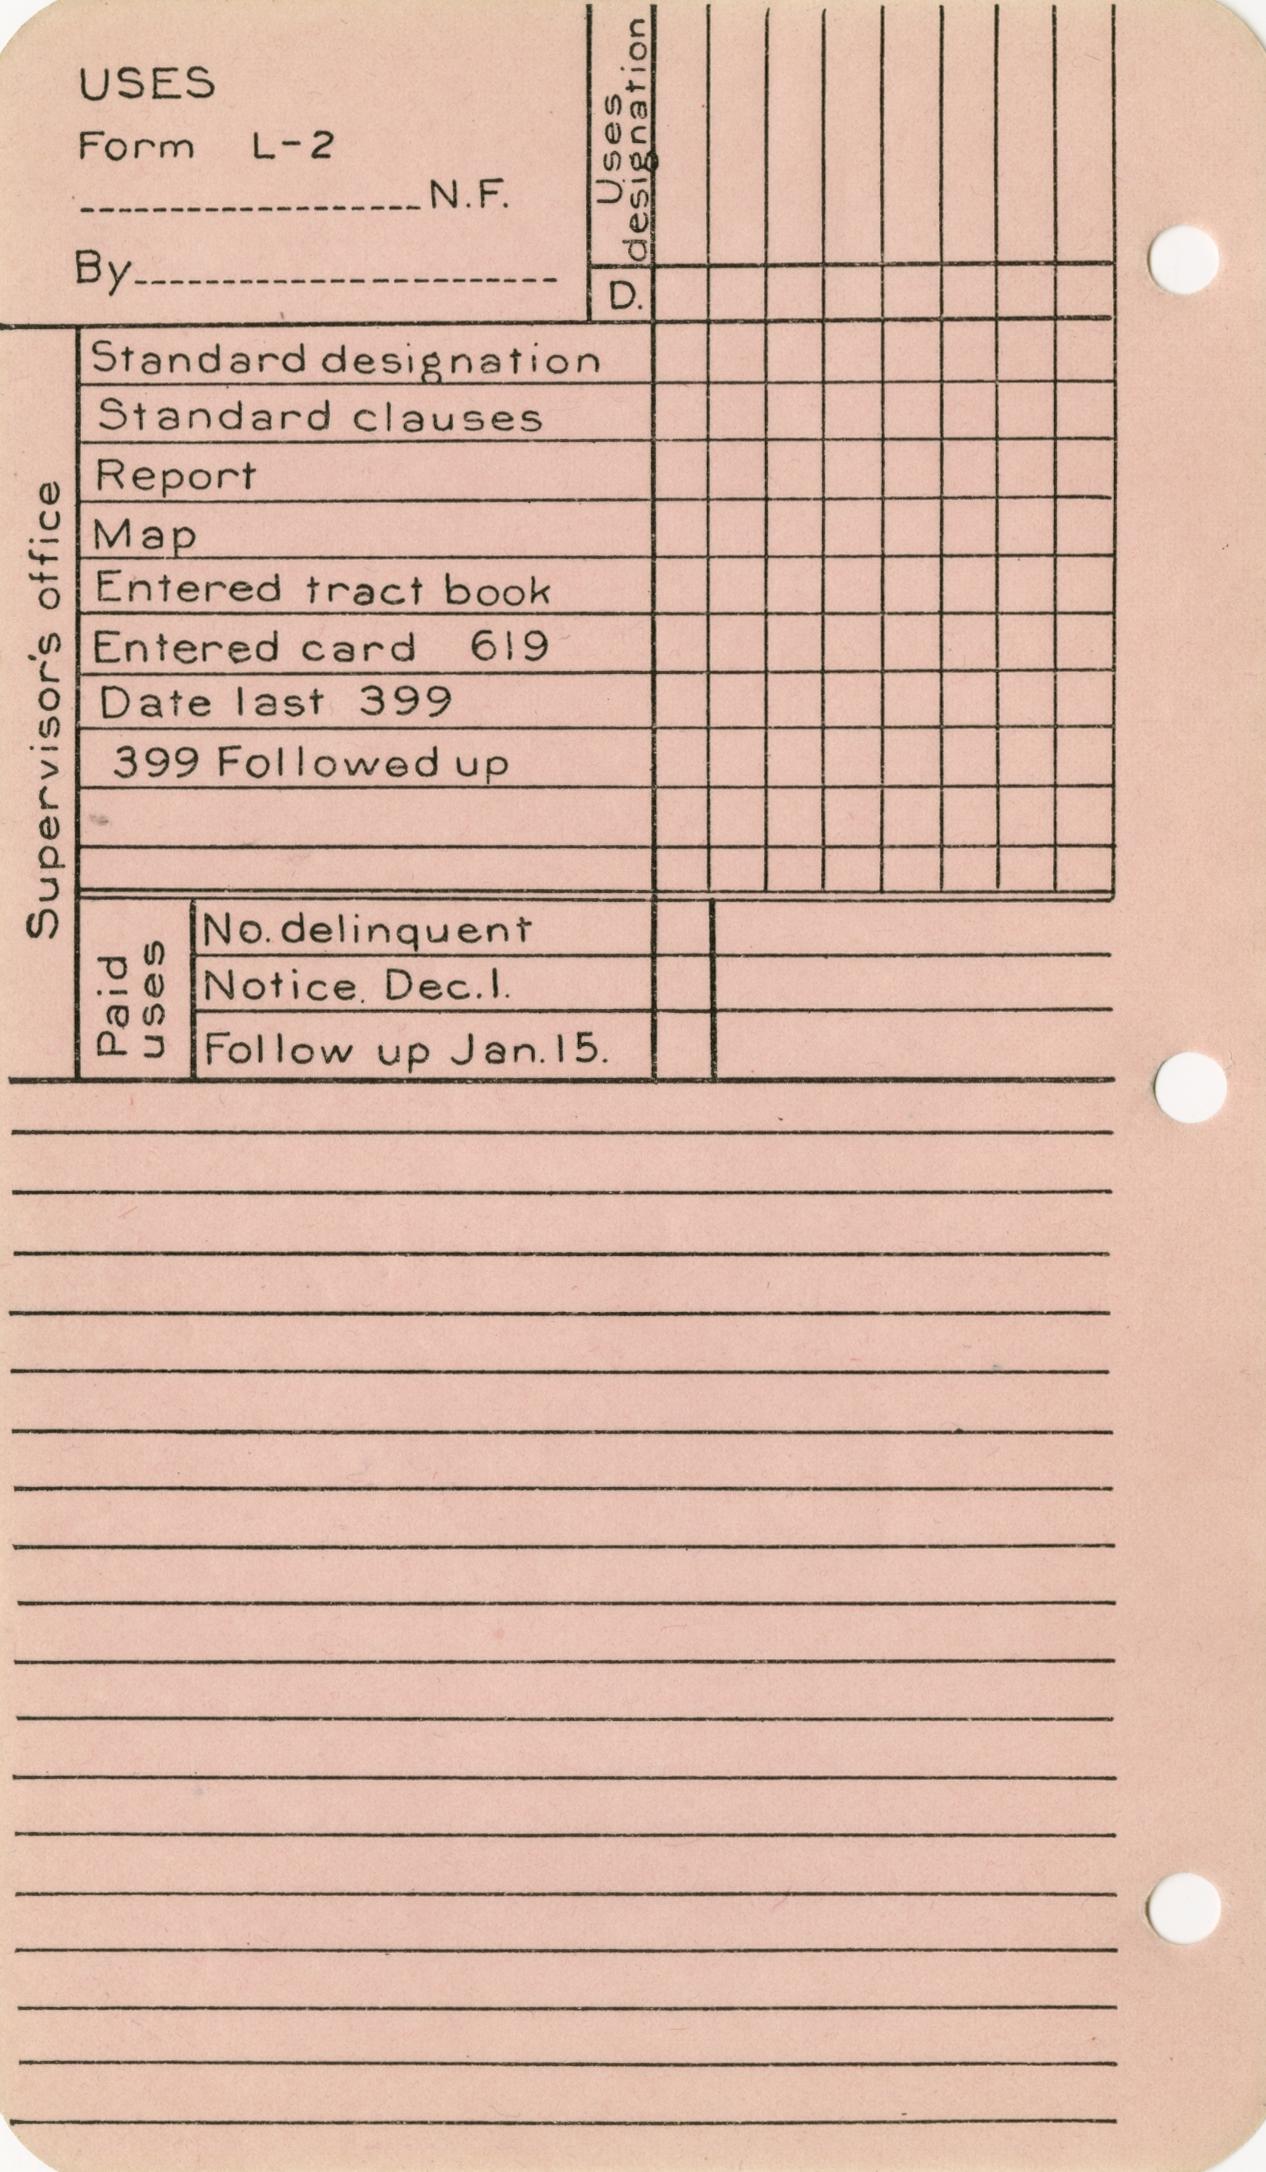 USES
Form L-2
--------------------N.F.
By-------------------------
Uses
designation
D.
Supervisor's office
Standard designation
Standard clauses
Report
Map
Entered tract book
Entered card 619
Date last 399
399 Followed up
Paid
uses
No. delinquent
Notice. Dec. 1.
Follow up Jan. 15.